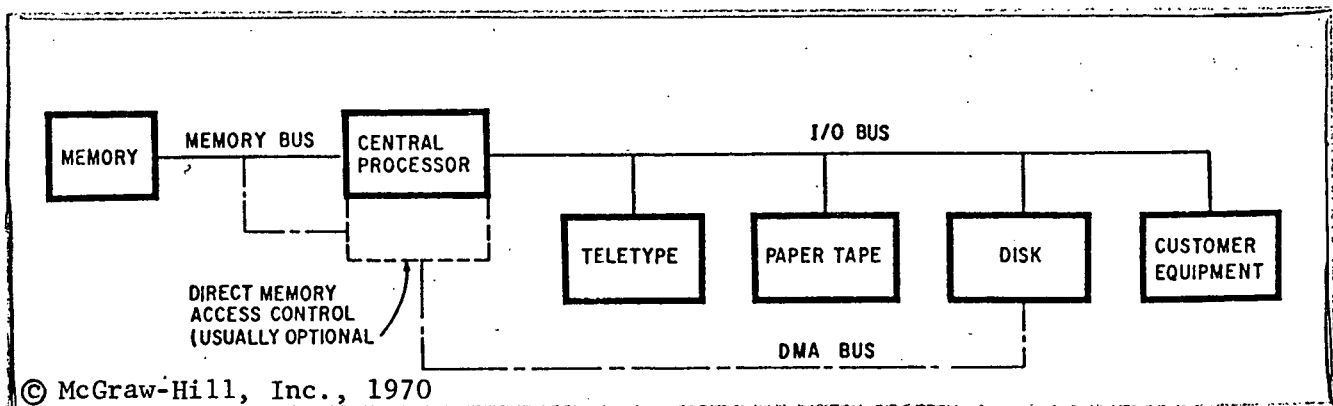 MEMORY
MEMORY BUS
CENTRAL
PROCESSOR
I/O BUS
TELETYPE
PAPER TAPE
DISK
CUSTOMER
EQUIPMENT
DIRECT MEMORY
ACCESS CONTROL
(USUALLY OPTIONAL
DMA BUS
© McGraw-Hill, Inc., 1970